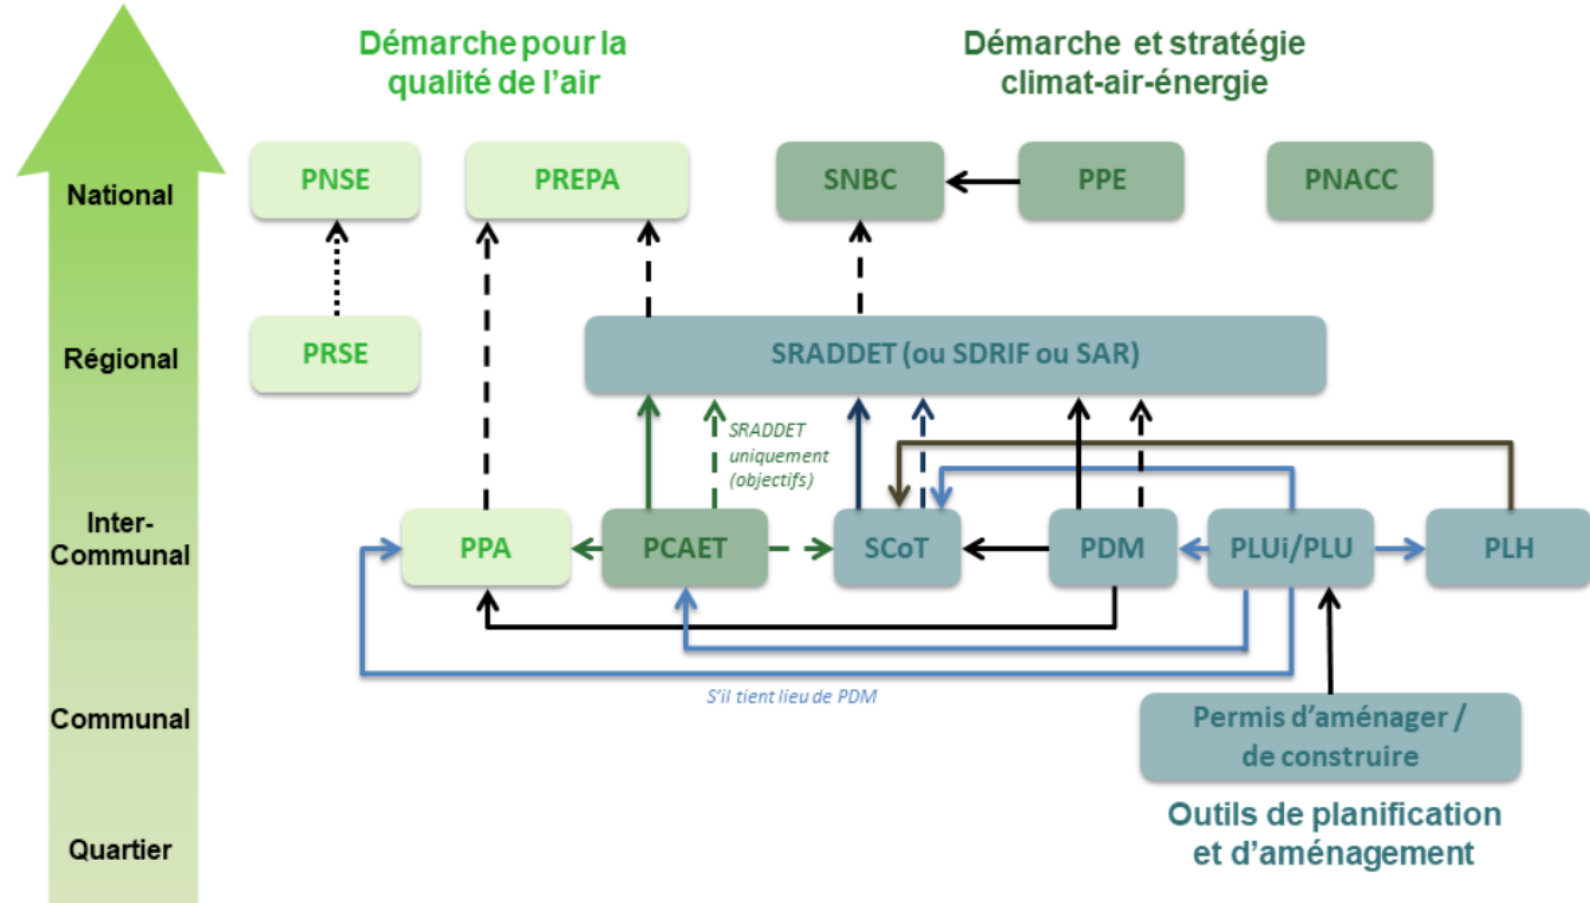 Démarche pour la
qualité de l'air
Démarche et stratégie
climat-air-énergie
National
PNSE
PREPA
SNBC
PPE
PNACC
Régional
PRSE
SRADDET (ou SDRIF ou SAR)
SRADDET
uniquement
(objectifs)
Inter-
Communal
PPA
PCAET
SCoT
PDM
PLUi/PLU
PLH
S'il tient lieu de PDM
Communal
Permis d'aménager /
de construire
Outils de planification
et d'aménagement
Quartier